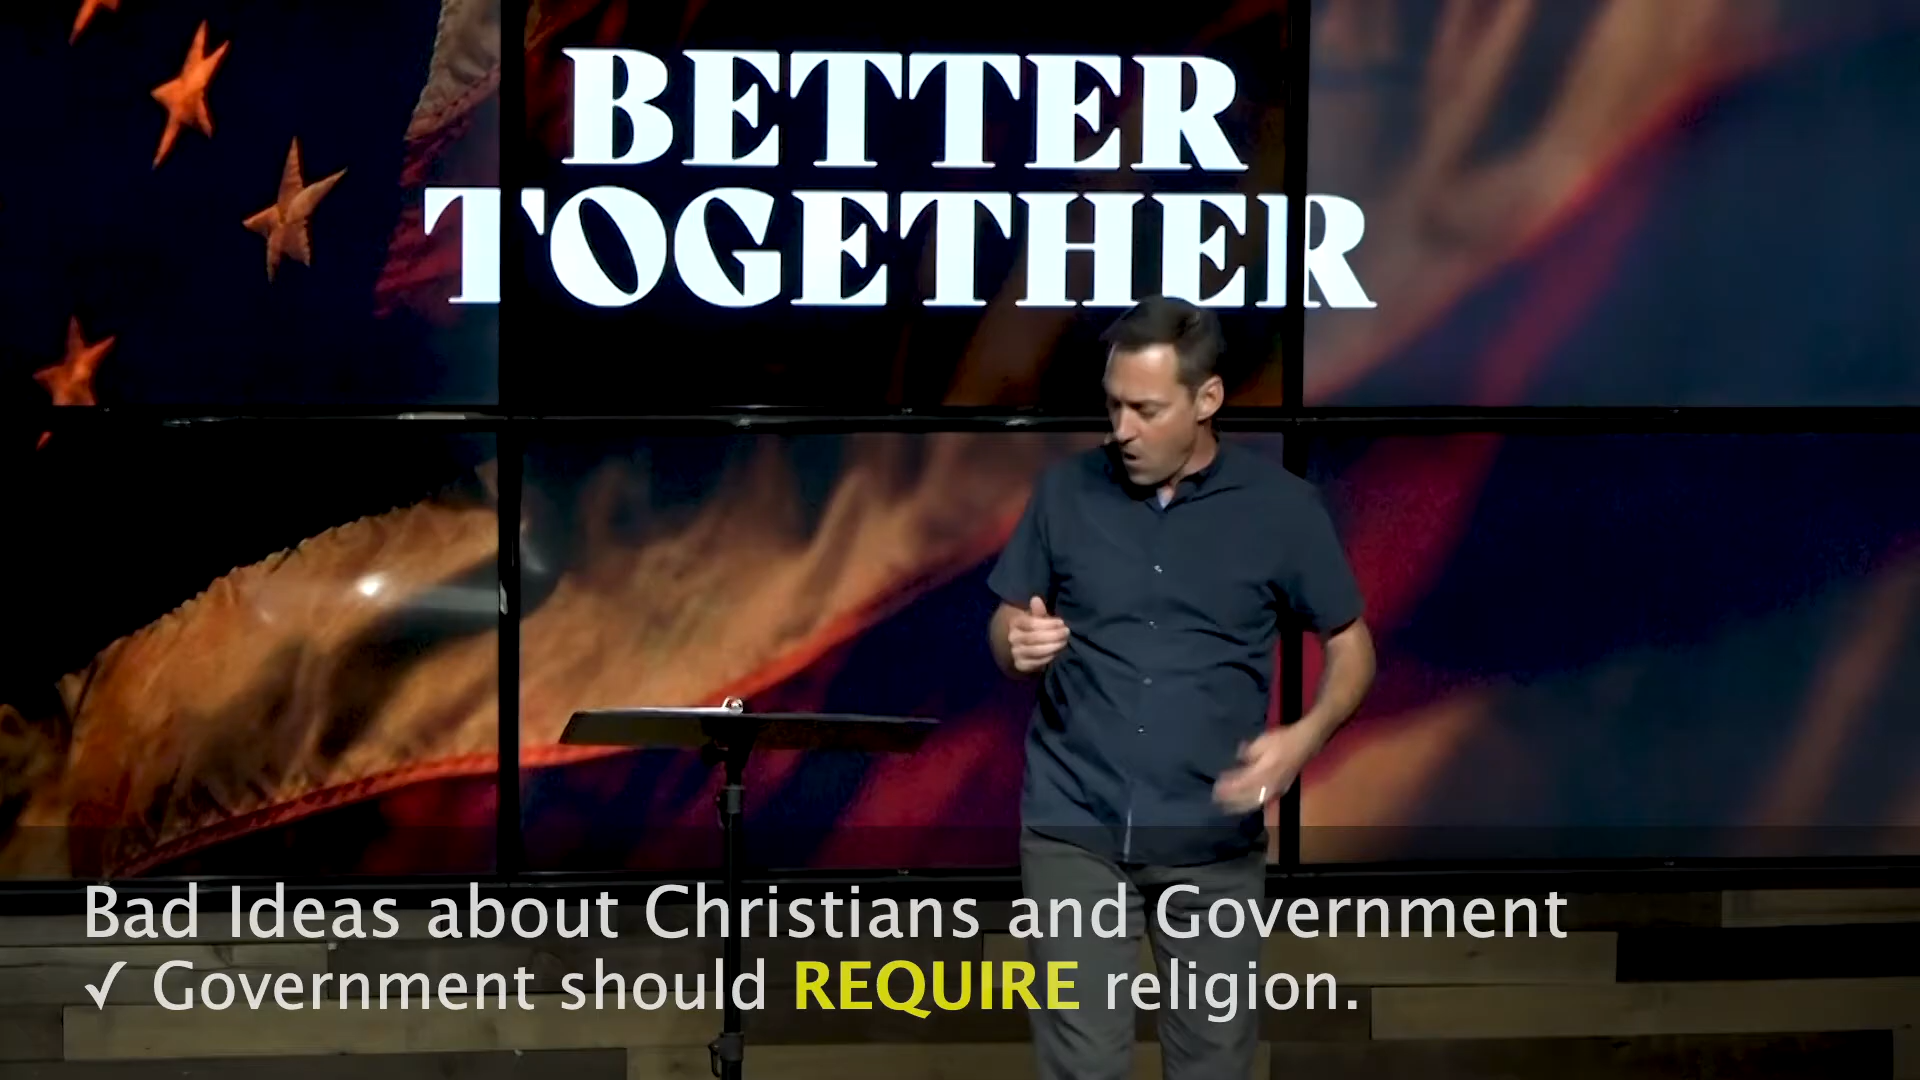 BETTER
TOGETHER
Bad Ideas about Christians and Government
✓ Government should REQUIRE religion.